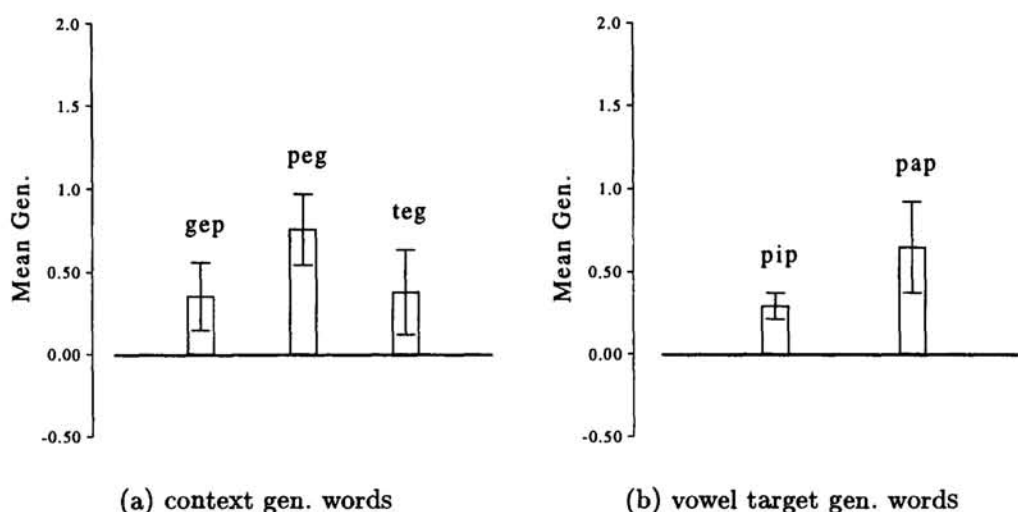 2.0
1.5
1.0
0.50
0.00
-0.50
Mean Gen.
gep
peg
teg
(a) context gen. words
2.0
1.5
1.0
0.50
0.00
-0.50
Mean Gen.
pip
pap
(b) vowel target gen. words